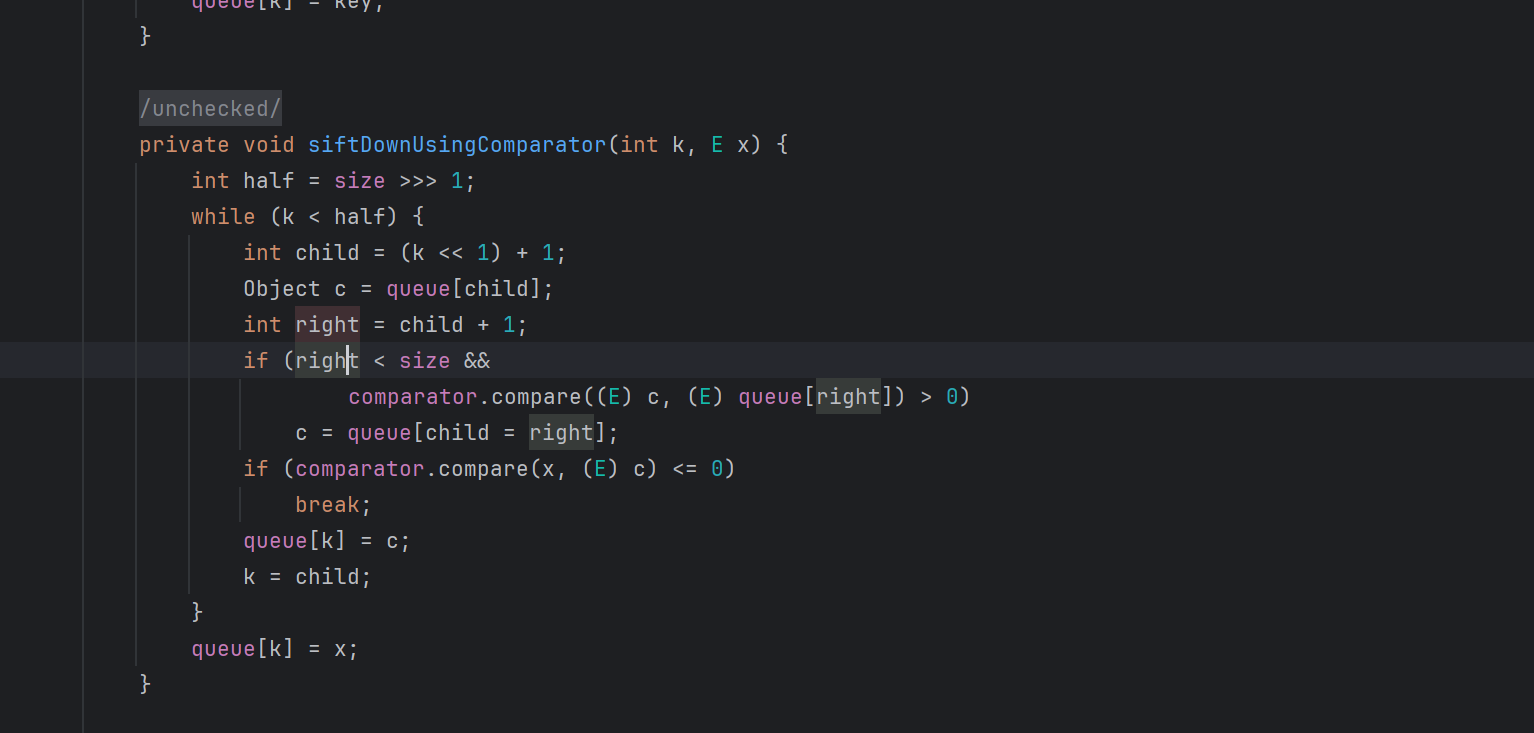 queue[k] = key;
}
/unchecked/
private void siftDownUsingComparator(int k, E x) {
int half = size >>> 1;
while (k < half) {
int child = (k << 1) + 1;
Object c = queue[child];
int right = child + 1;
if (right < size &&
comparator.compare((E) c, (E) queue[right]) > 0)
c = queue[child = right];
if (comparator.compare(x, (E) c) <= 0)
break;
queue[k] = c;
k = child;
}
queue[k] = x;
}